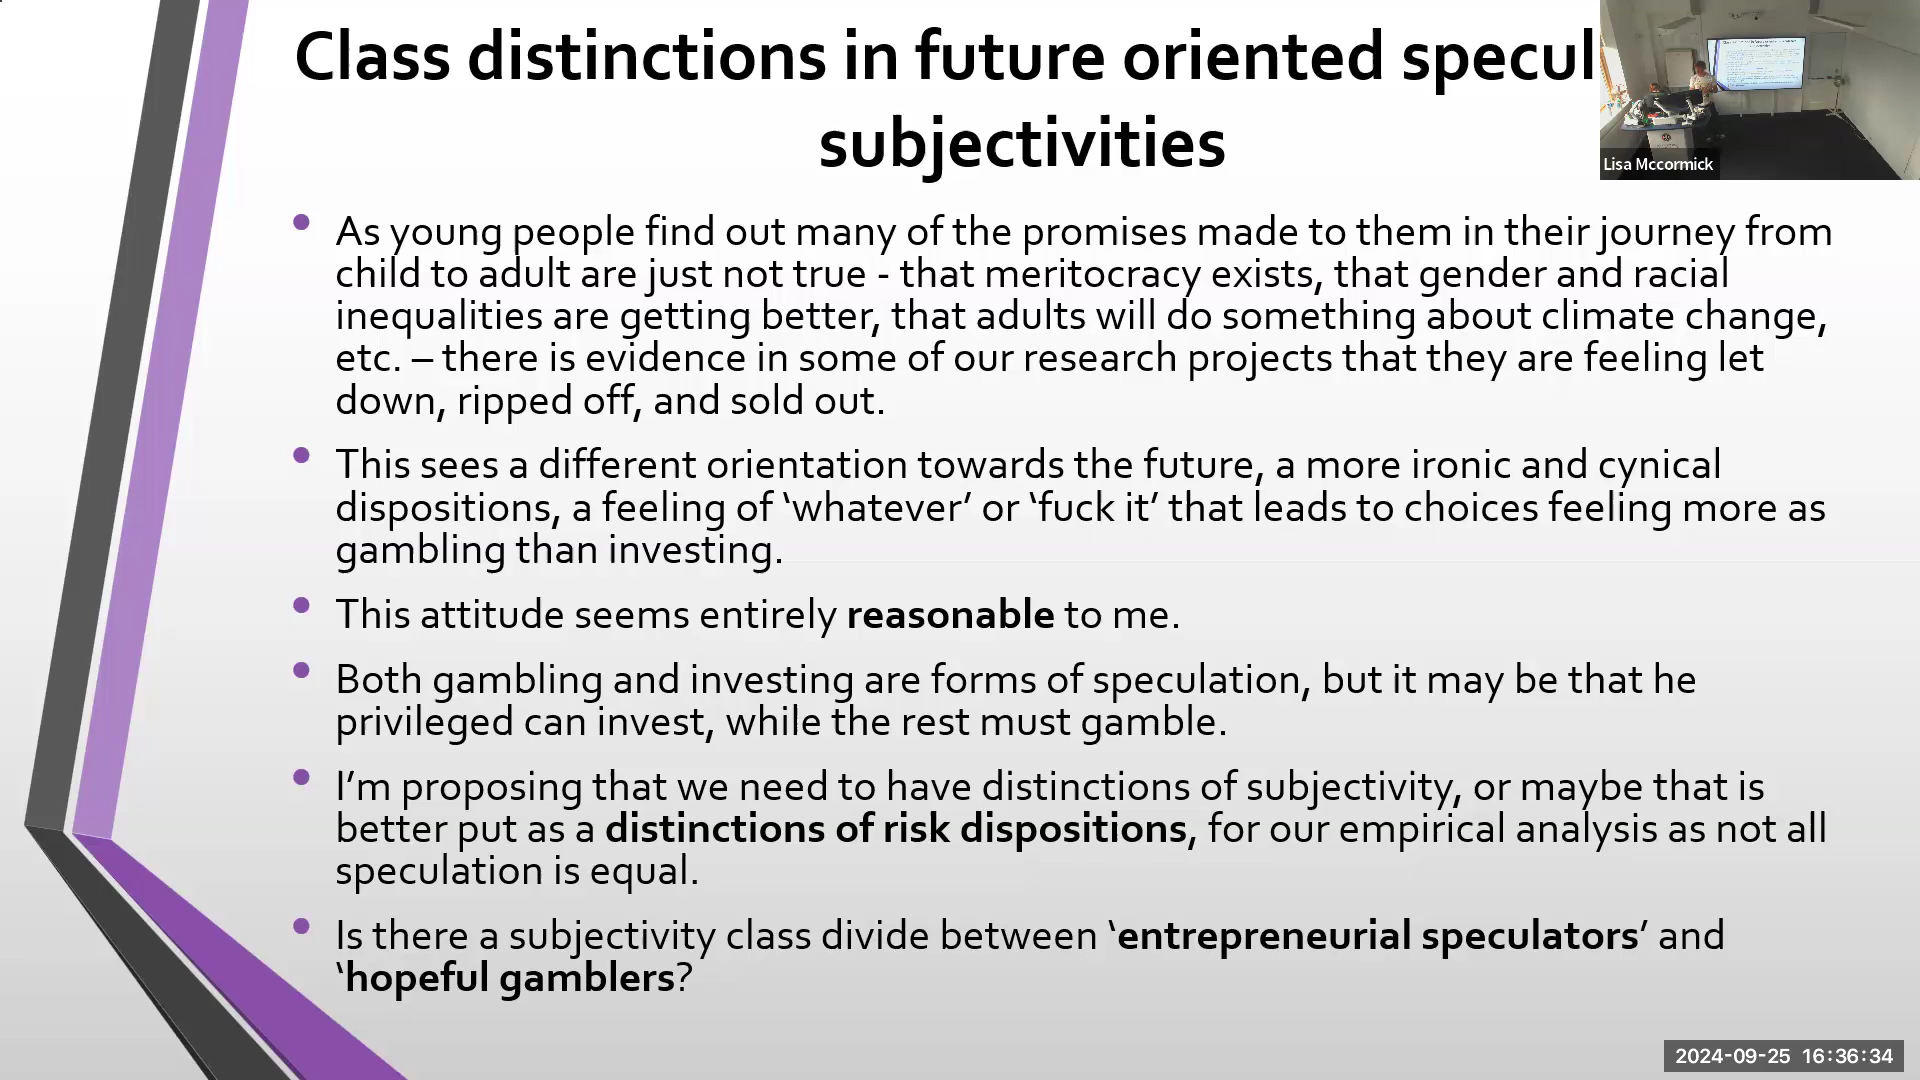 Class distinctions in future oriented specul
subjectivities
Lisa Mccormick
• As young people find out many of the promises made to them in their journey from
child to adult are just not true - that meritocracy exists, that gender and racial
inequalities are getting better, that adults will do something about climate change,
etc. – there is evidence in some of our research projects that they are feeling let
down, ripped off, and sold out.
• This sees a different orientation towards the future, a more ironic and cynical
dispositions, a feeling of ‘whatever’ or ‘fuck it’ that leads to choices feeling more as
gambling than investing.
• This attitude seems entirely reasonable to me.
• Both gambling and investing are forms of speculation, but it may be that he
privileged can invest, while the rest must gamble.
• I’m proposing that we need to have distinctions of subjectivity, or maybe that is
better put as a distinctions of risk dispositions, for our empirical analysis as not all
speculation is equal.
• Is there a subjectivity class divide between ‘entrepreneurial speculators’ and
‘hopeful gamblers?
2024-09-25 16:36:34